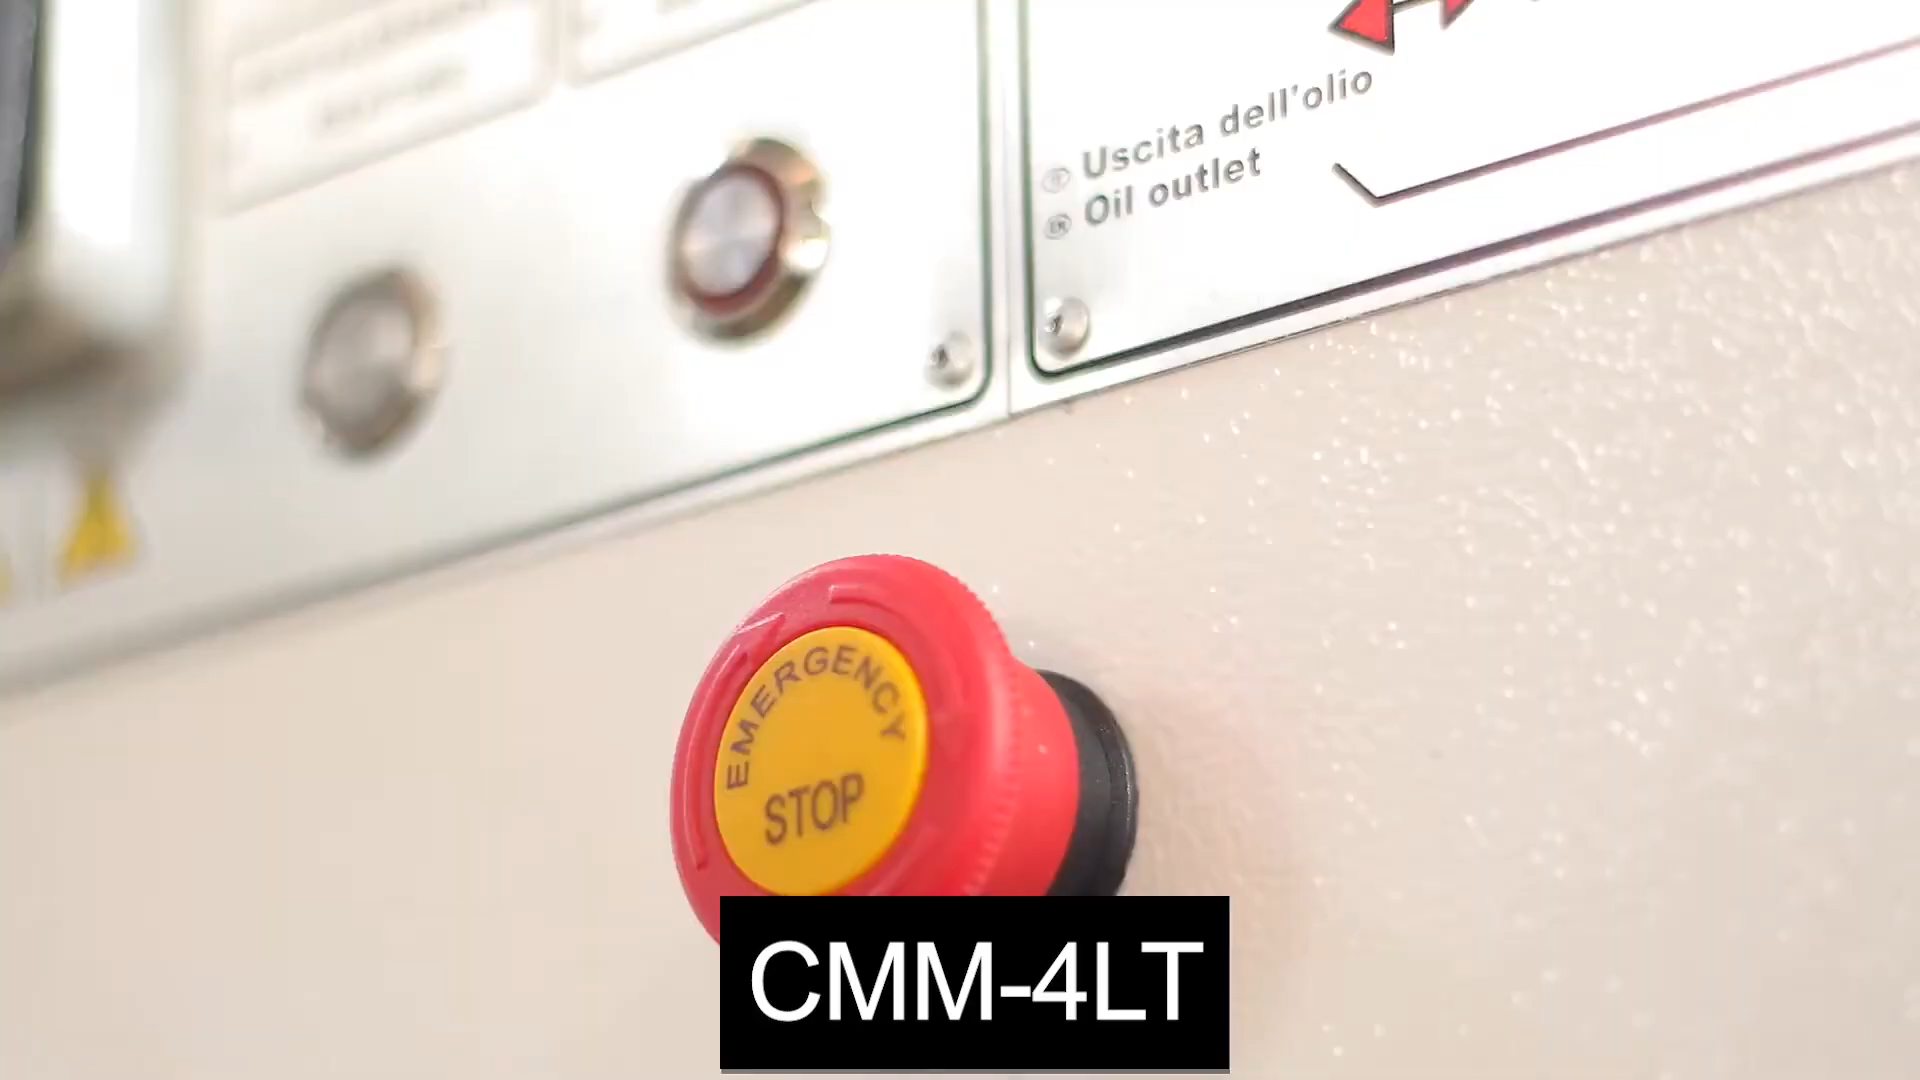 Uscita dell'olio
Oil outlet
EMERGENCY
STOP
CMM-4LT